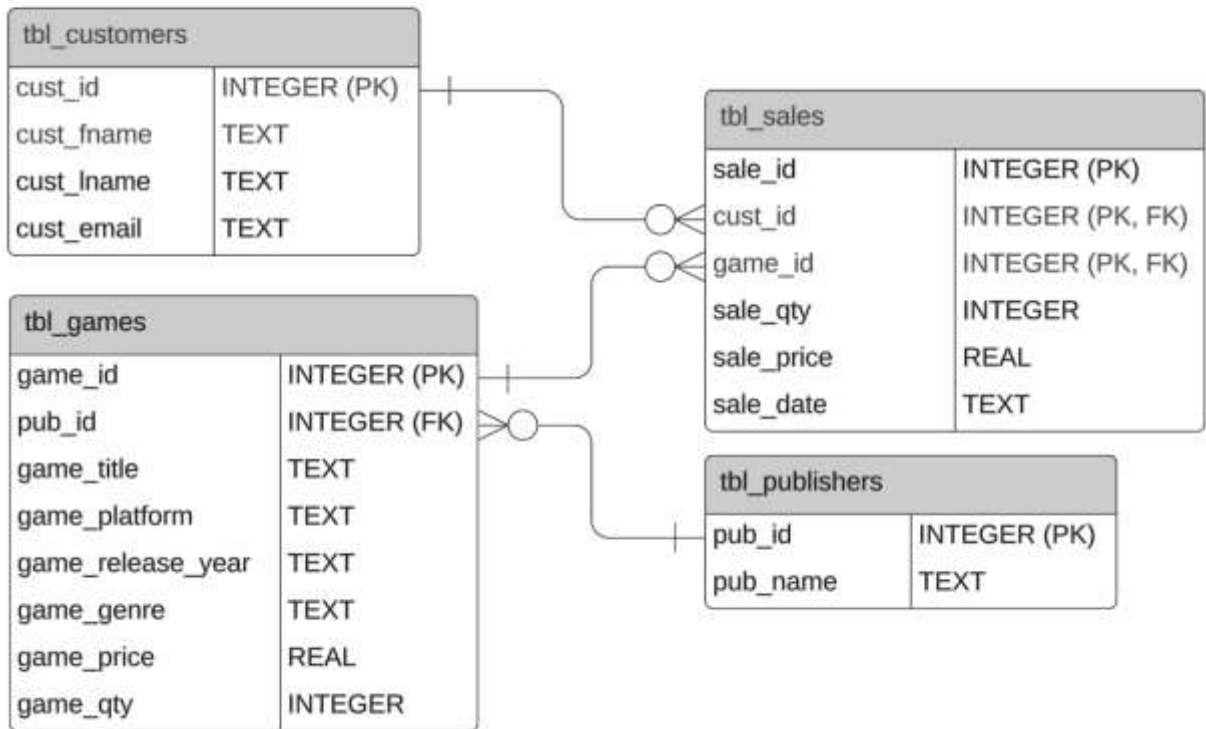 tbl_customers
cust_id INTEGER (PK)
cust_fname TEXT
cust_lname TEXT
cust_email TEXT
tbl_sales
sale_id INTEGER (PK)
cust_id INTEGER (PK, FK)
game_id INTEGER (PK, FK)
sale_qty INTEGER
sale_price REAL
sale_date TEXT
tbl_games
game_id INTEGER (PK)
pub_id INTEGER (FK)
game_title TEXT
game_platform TEXT
game_release_year TEXT
game_genre TEXT
game_price REAL
game_qty INTEGER
tbl_publishers
pub_id INTEGER (PK)
pub_name TEXT